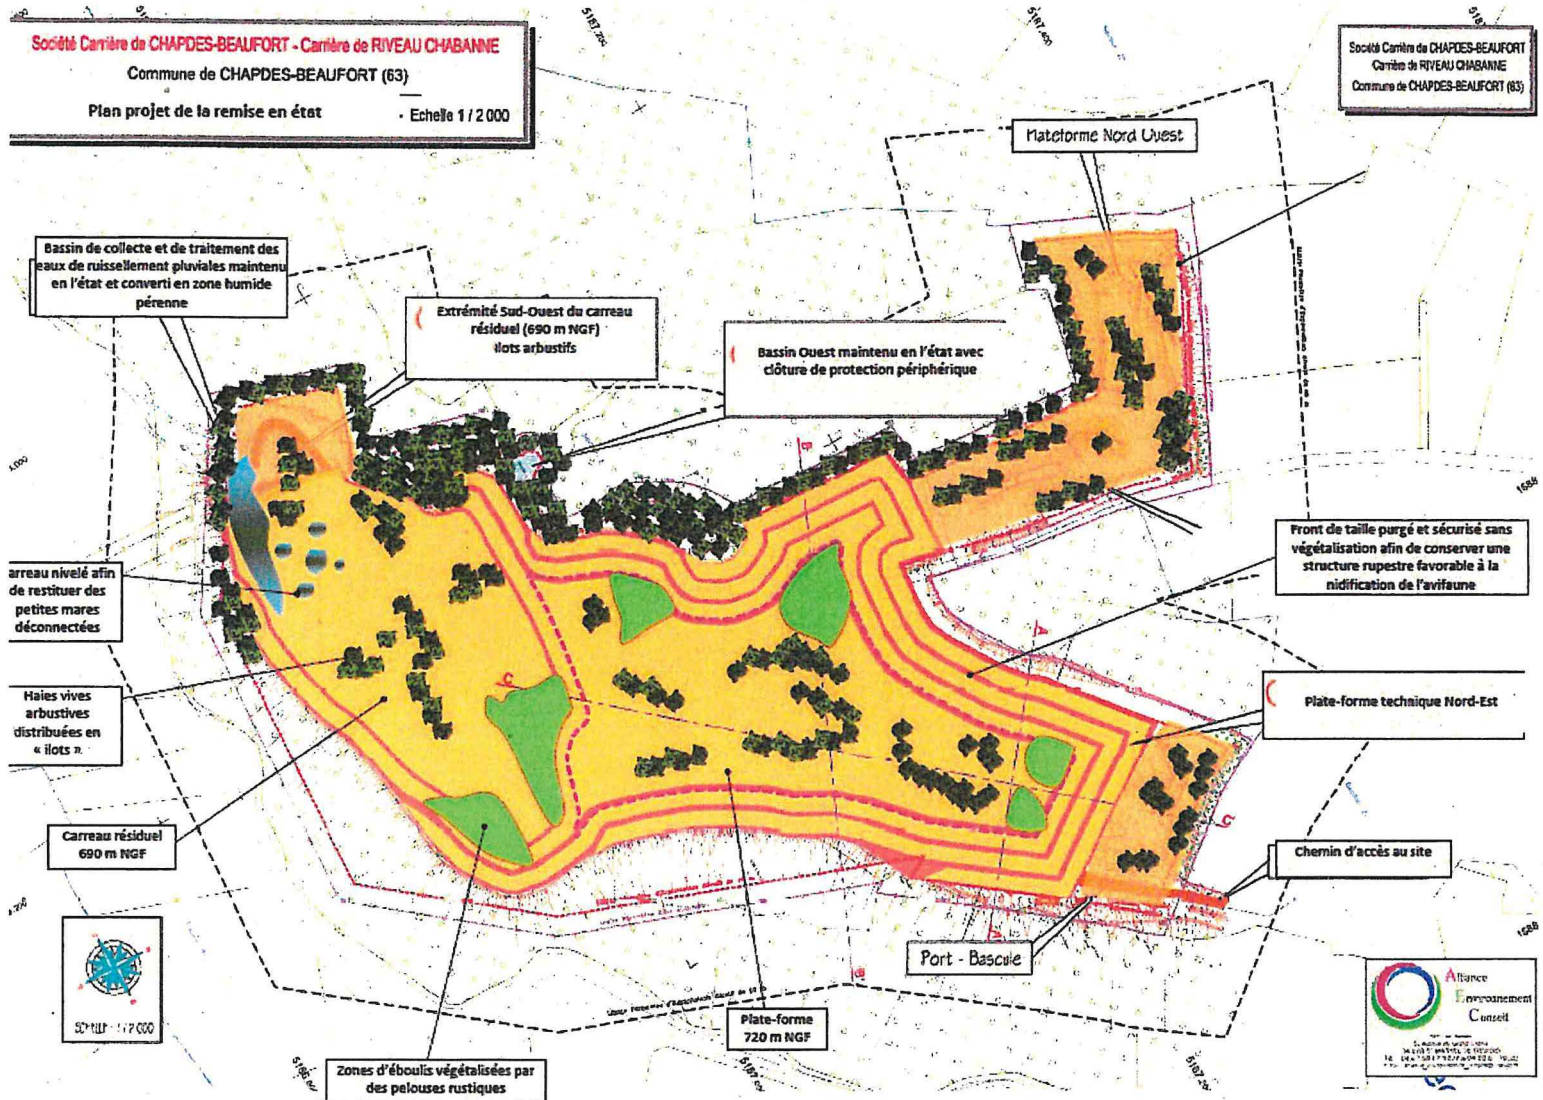 Société Carrière de CHAPDES-BEAUFORT - Carrière de RIVEAU CHABANNE
Commune de CHAPDES-BEAUFORT (63)
Plan projet de la remise en état - Echelle 1 / 2 000
Société Carrière de CHAPDES-BEAUFORT
Carrière de RIVEAU CHABANNE
Commune de CHAPDES-BEAUFORT (63)
5187,200
5187,400
Plateforme Nord Ouest
Bassin de collecte et de traitement des
eaux de ruissellement pluviales maintenu
en l'état et converti en zone humide
pérenne
Extrémité Sud-Ouest du carreau
résiduel (690 m NGF)
îlots arbustifs
Bassin Ouest maintenu en l'état avec
clôture de protection périphérique
B
Front de taille purgé et sécurisé sans
végétalisation afin de conserver une
structure rupestre favorable à la
nidification de l'avifaune
arreau nivelé afin
de restituer des
petites mares
déconnectées
A
C
Haies vives
arbustives
distribuées en
« ilots ».
Plate-forme technique Nord-Est
Carreau résiduel
690 m NGF
Chemin d'accès au site
Port - Bascule
A
B
Plate-forme
720 m NGF
Zones d'éboulis végétalisées par
des pelouses rustiques
Alliance
Environnement
Conseil